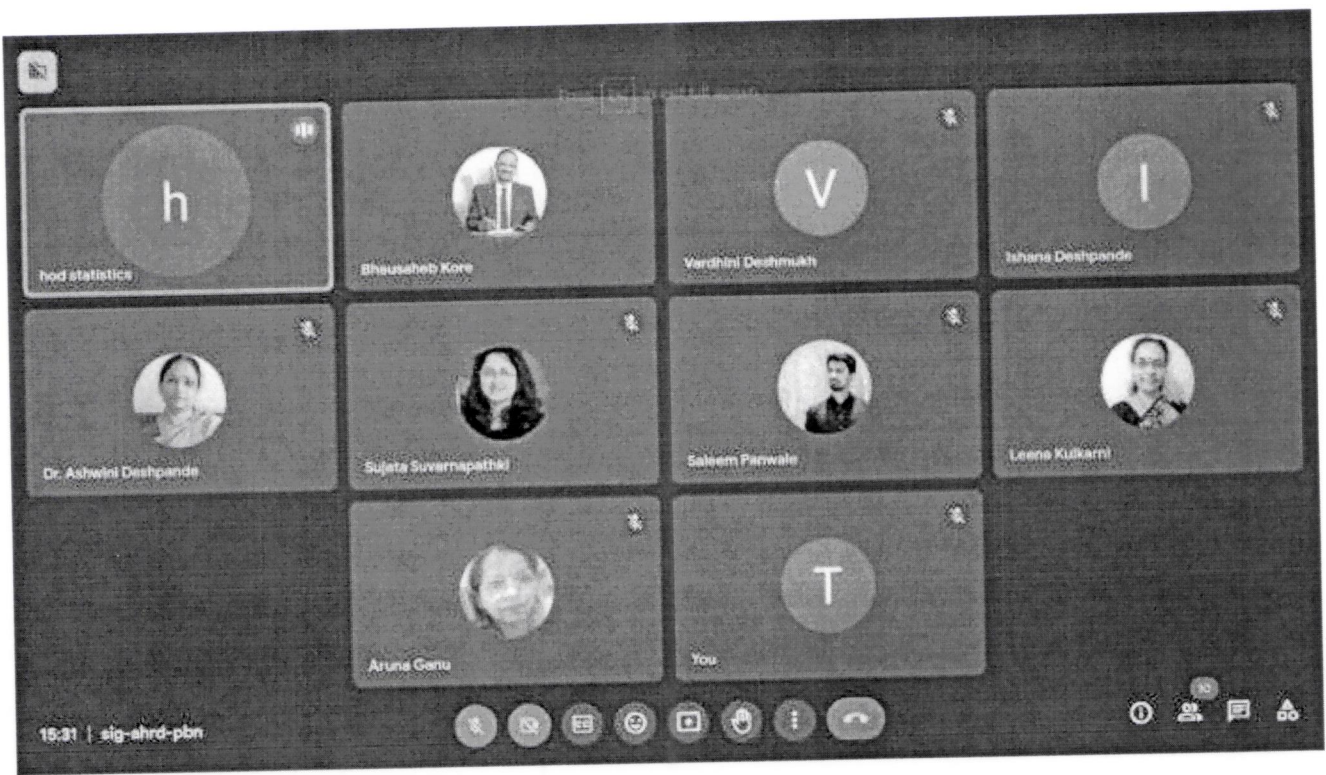 h
hod statistics
Bhausaheb Kore
V
Vardhini Deshmukh
I
Ishana Deshpande
Dr. Ashwini Deshpande
Sujata Suvarnapathki
Saleem Panwale
Leena Kulkarni
Aruna Ganu
T
You
15:31 | sig-ahrd-pbn
10